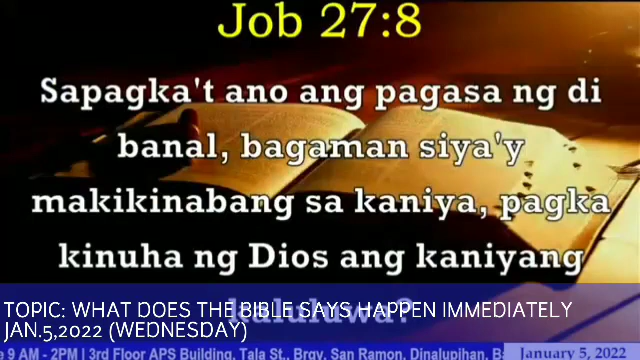 Job 27:8
Sapagka't ano ang pagasa ng di
banal, bagaman siya'y
makikinabang sa kaniya, pagka
kinuha ng Dios ang kaniyang
kaluluwa?
TOPIC: WHAT DOES THE BIBLE SAYS HAPPEN IMMEDIATELY
JAN.5,2022 (WEDNESDAY)
9 AM - 2PM | 3rd Floor APS Building, Tala St., Brgy, San Ramon, Dinalupihan,
January 5, 2022